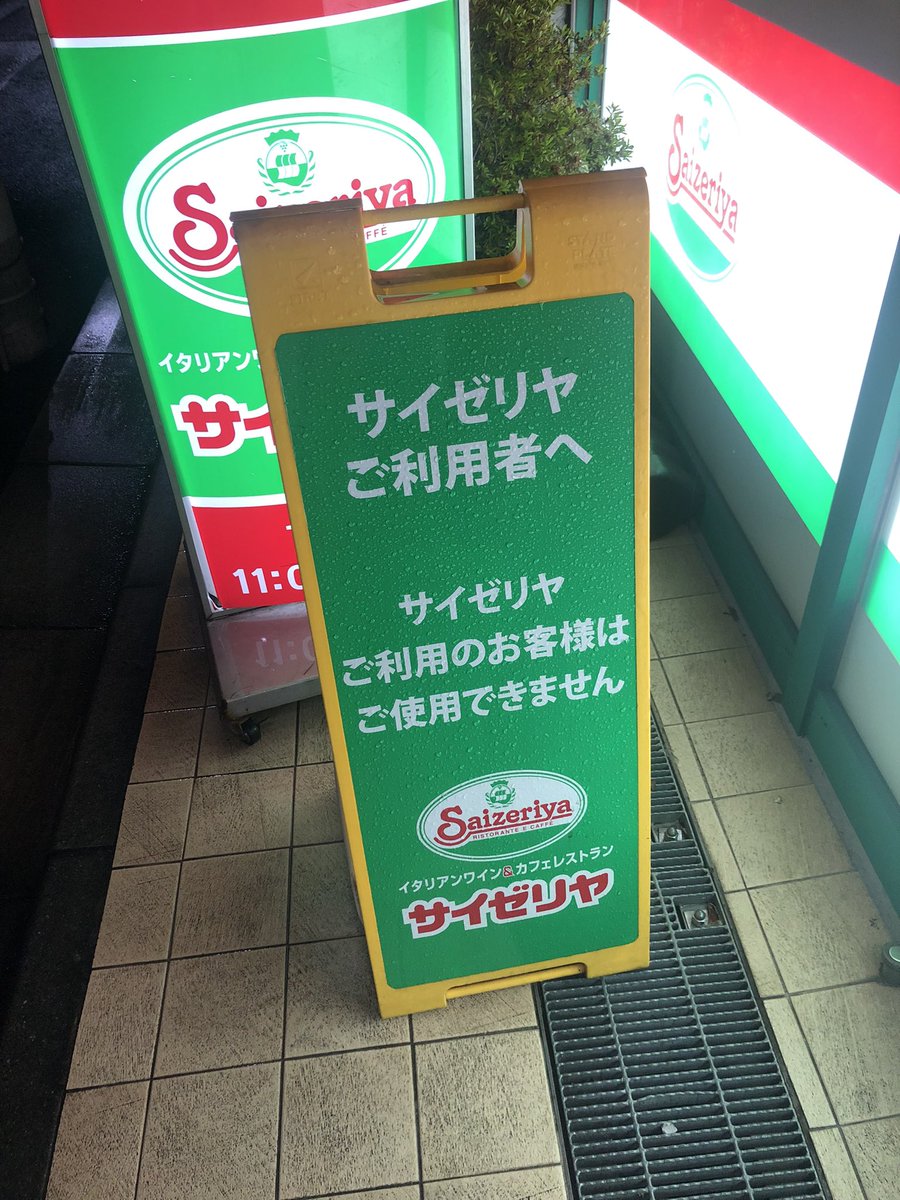 Saizeriya
CAFFÉ
イタリアンワ
サイ
11:0
Saizeriya
サイゼリヤ
ご利用者へ
サイゼリヤ
ご利用のお客様は
ご使用できません
Saizeriya
RISTORANTE E CAFFÉ
イタリアンワイン&カフェレストラン
サイゼリヤ